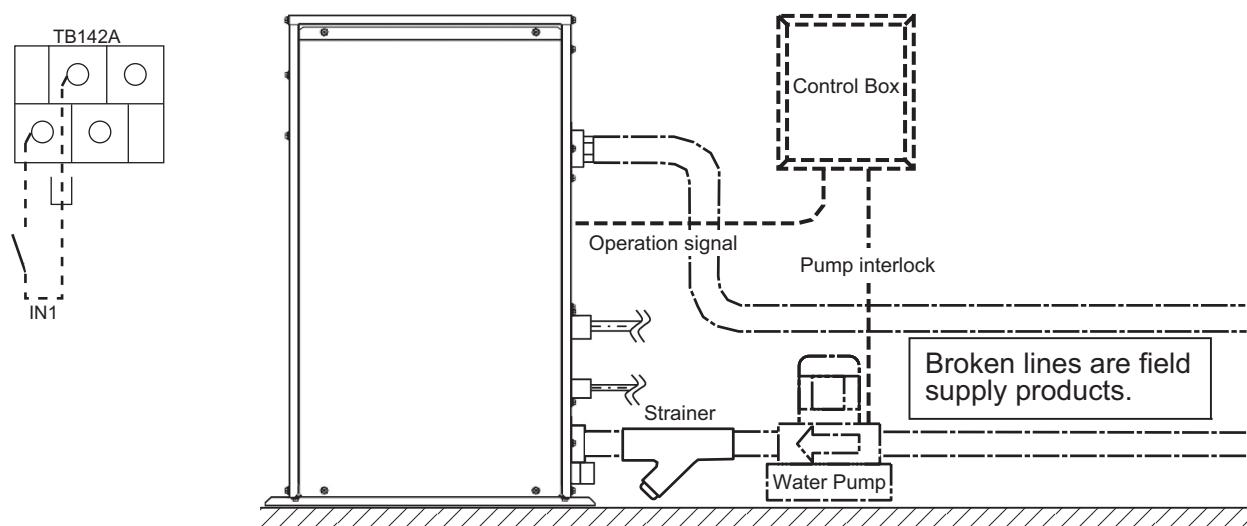 TB142A
IN1
Control Box
Operation signal
Pump interlock
Broken lines are field
supply products.
Strainer
Water Pump